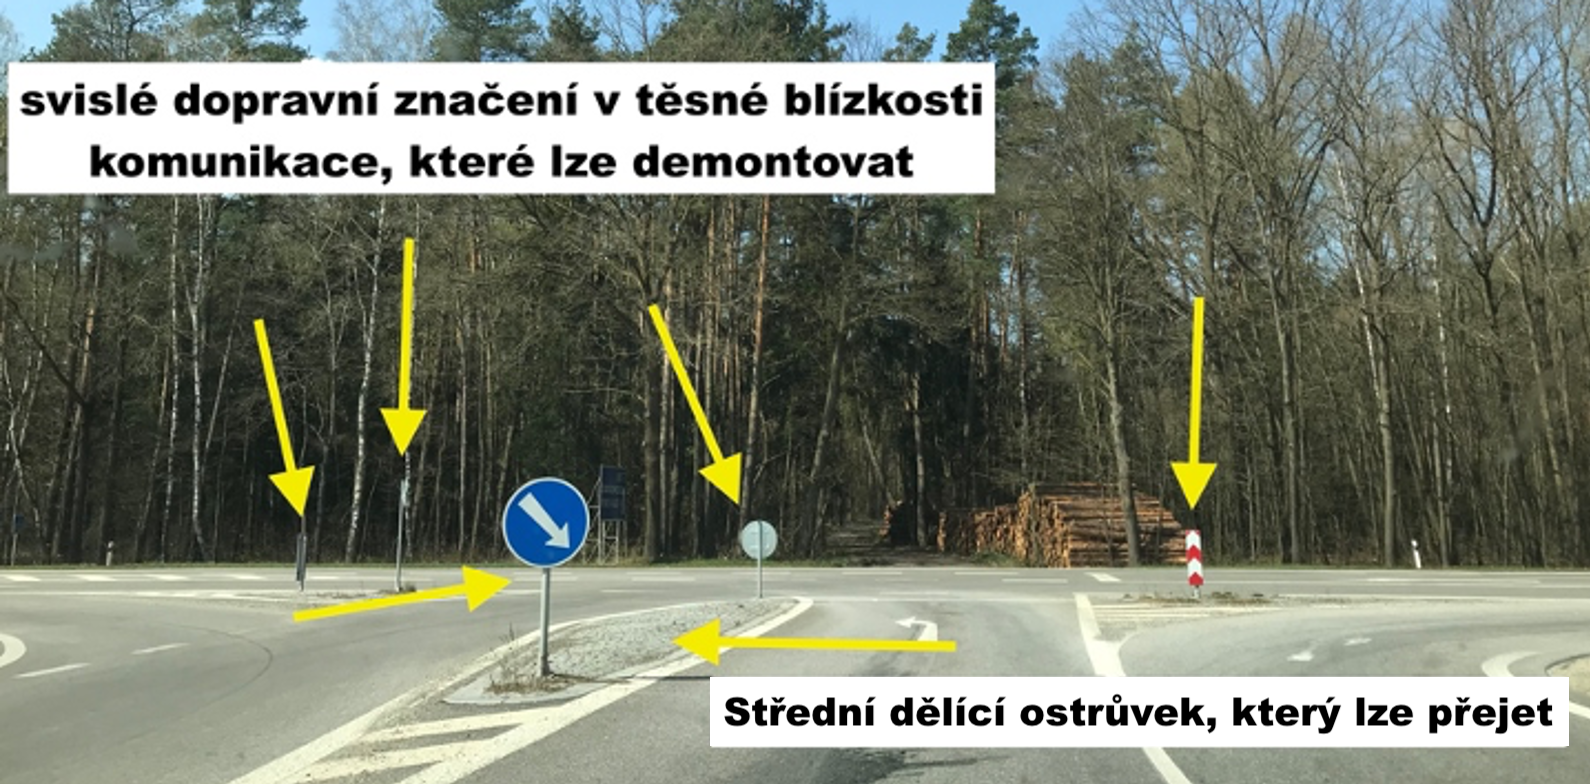 svislé dopravní značení v těsné blízkosti
komunikace, které lze demontovat
Střední dělící ostrůvek, který lze přejet